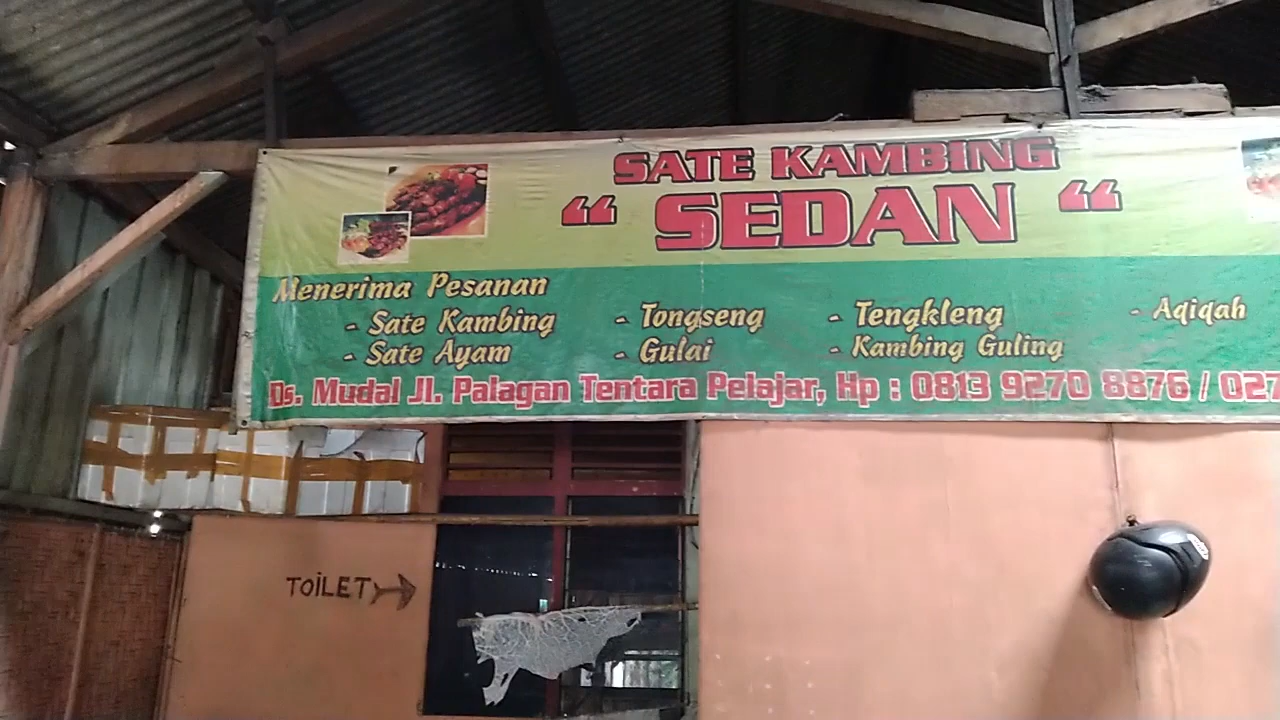 SATE KAMBING
“ SEDAN “
Menerima Pesanan
- Sate Kambing - Tongseng - Tengkleng - Aqiqah
- Sate Ayam - Gulai - Kambing Guling
Ds. Mudal Jl. Palagan Tentara Pelajar, Hp : 0813 9270 8876 / 027
TOiLET